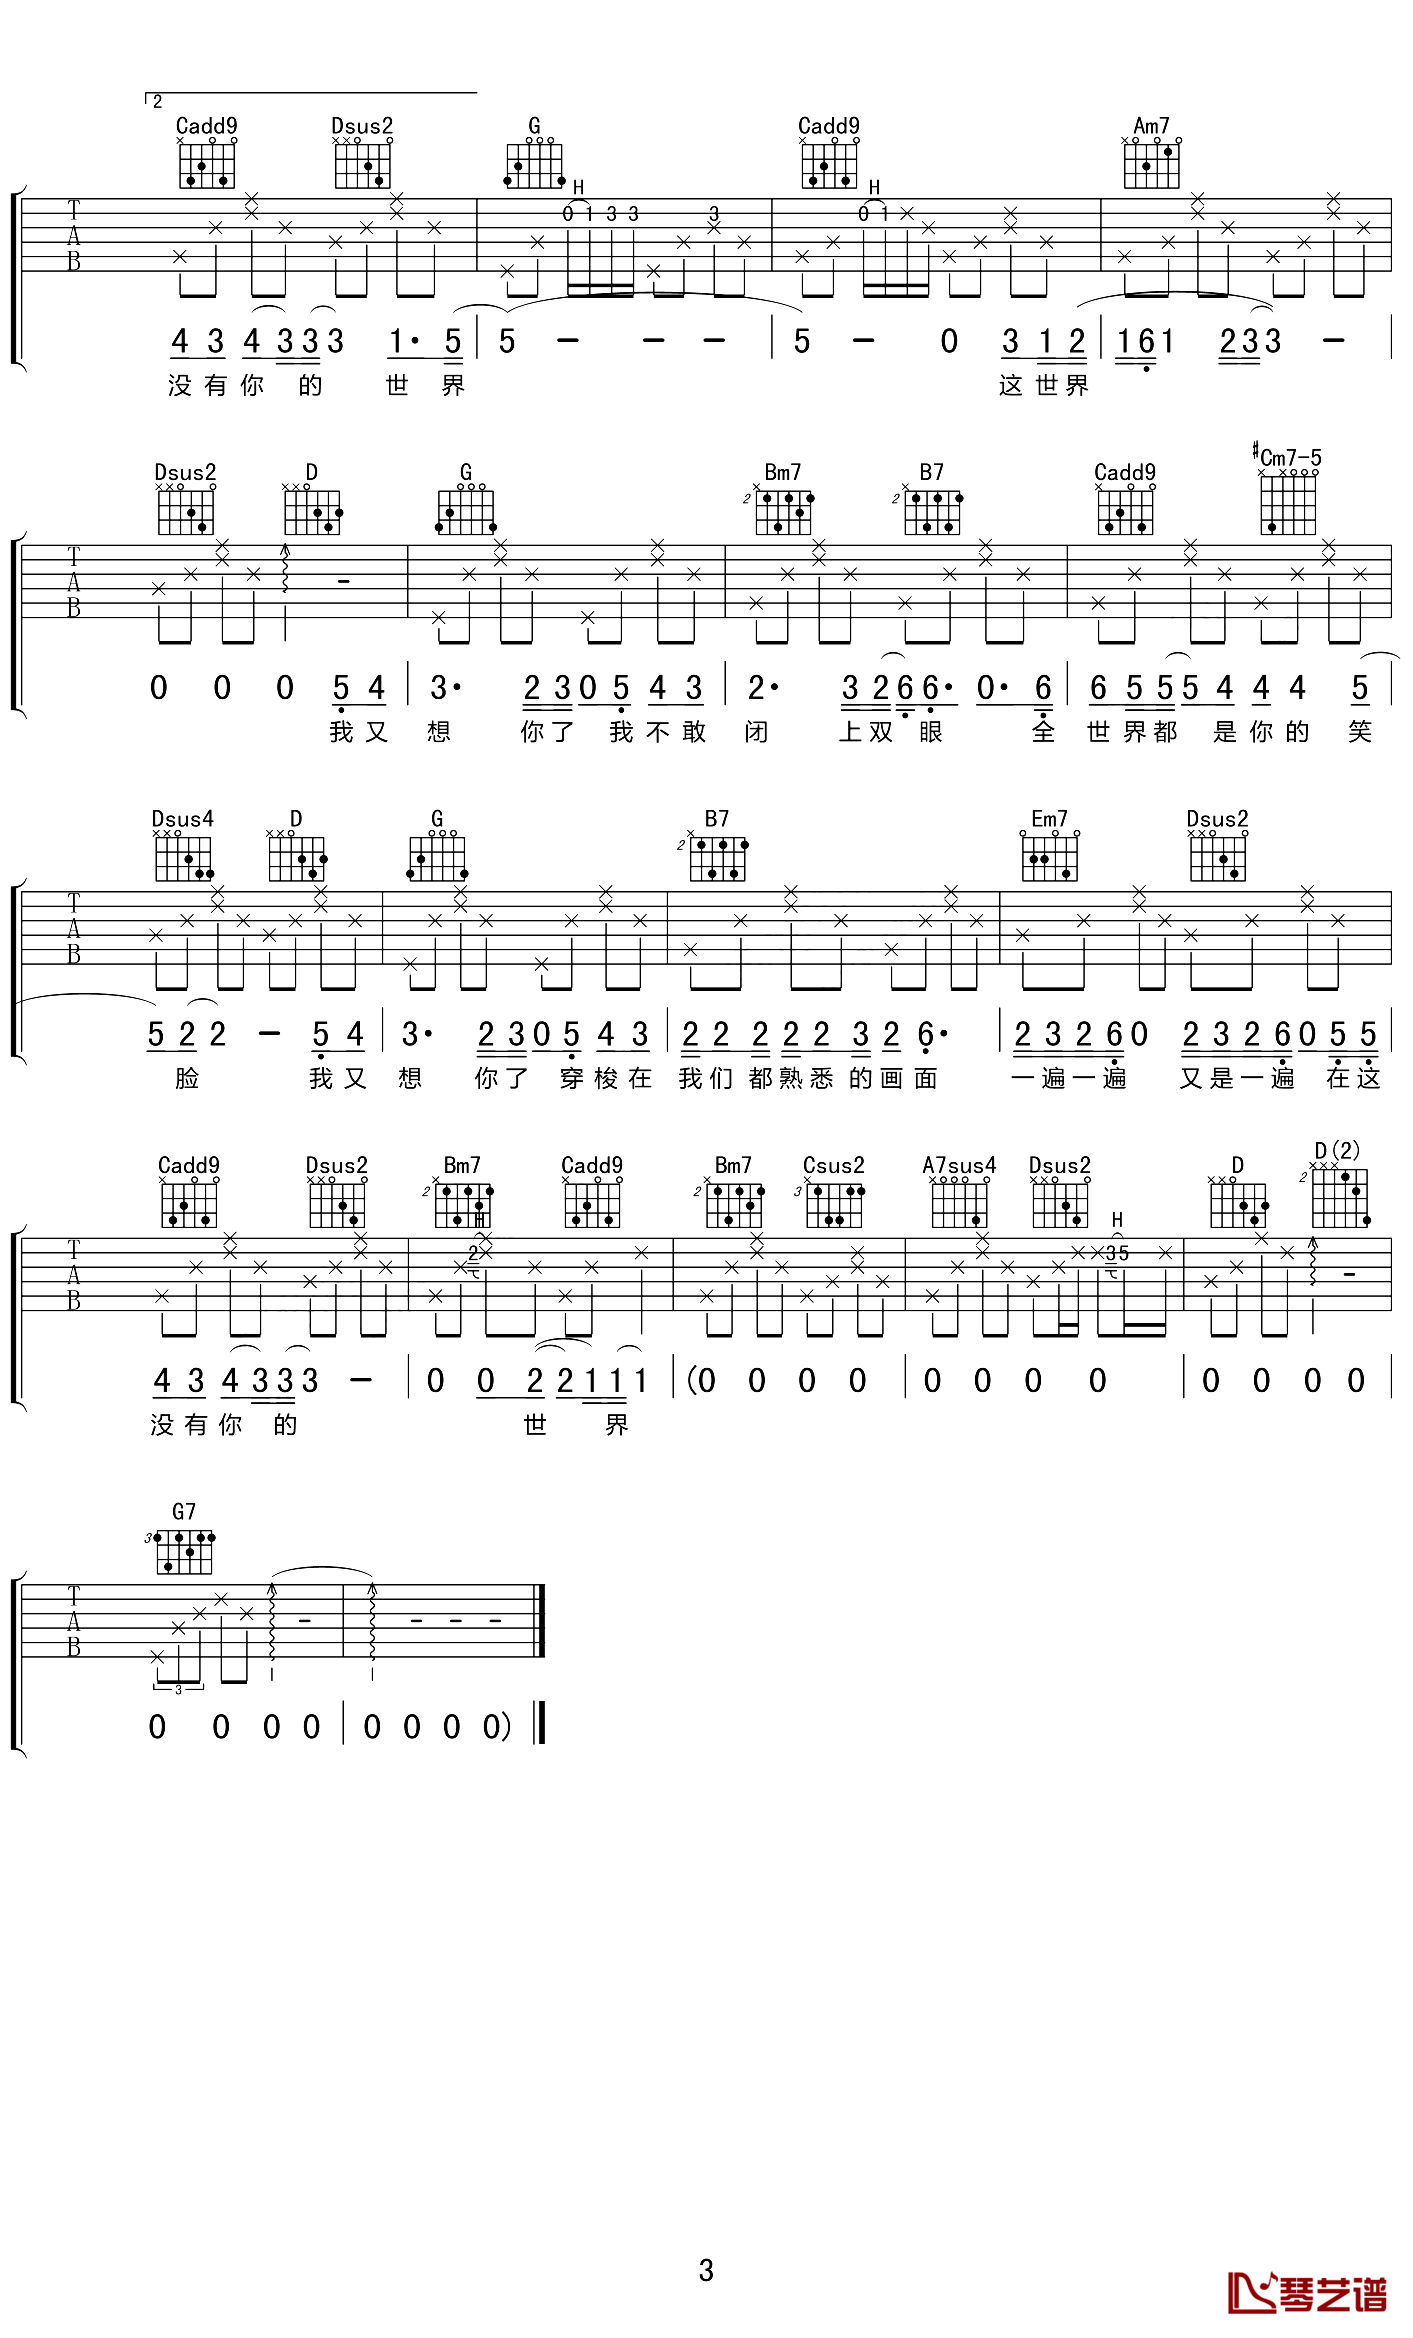 2
Cadd9 Dsus2 G Cadd9 Am7
H H
T A B 0 1 3 3 3 0 1
4 3 4 3 3 3 1· 5 5 – – – 5 – 0 3 1 2 1 6 1 2 3 3 –
没有你 的 世 界 这世界
Dsus2 D G Bm7 B7 Cadd9 #Cm7-5
2 2
T A B
0 0 0 5 4 3· 2 3 0 5 4 3 2· 3 2 6 6· 0· 6 6 5 5 5 4 4 4 5
我又 想 你了 我不敢 闭 上双 眼 全 世界都 是你的 笑
Dsus4 D G B7 Em7 Dsus2
2
T A B
5 2 2 – 5 4 3· 2 3 0 5 4 3 2 2 2 2 2 3 2 6· 2 3 2 6 0 2 3 2 6 0 5 5
脸 我又 想 你了 穿梭在 我们都熟悉的画面 一遍一遍 又是一遍 在这
Cadd9 Dsus2 Bm7 Cadd9 Bm7 Csus2 A7sus4 Dsus2 D D(2)
2 2 3 2
H H
T A B 2 3 5
4 3 4 3 3 3 – 0 0 2 2 1 1 1 (0 0 0 0 0 0 0 0 0 0 0 0
没有你 的 世 界
G7
3
T A B
3
0 0 0 0 0 0 0 0)
3
琴艺谱